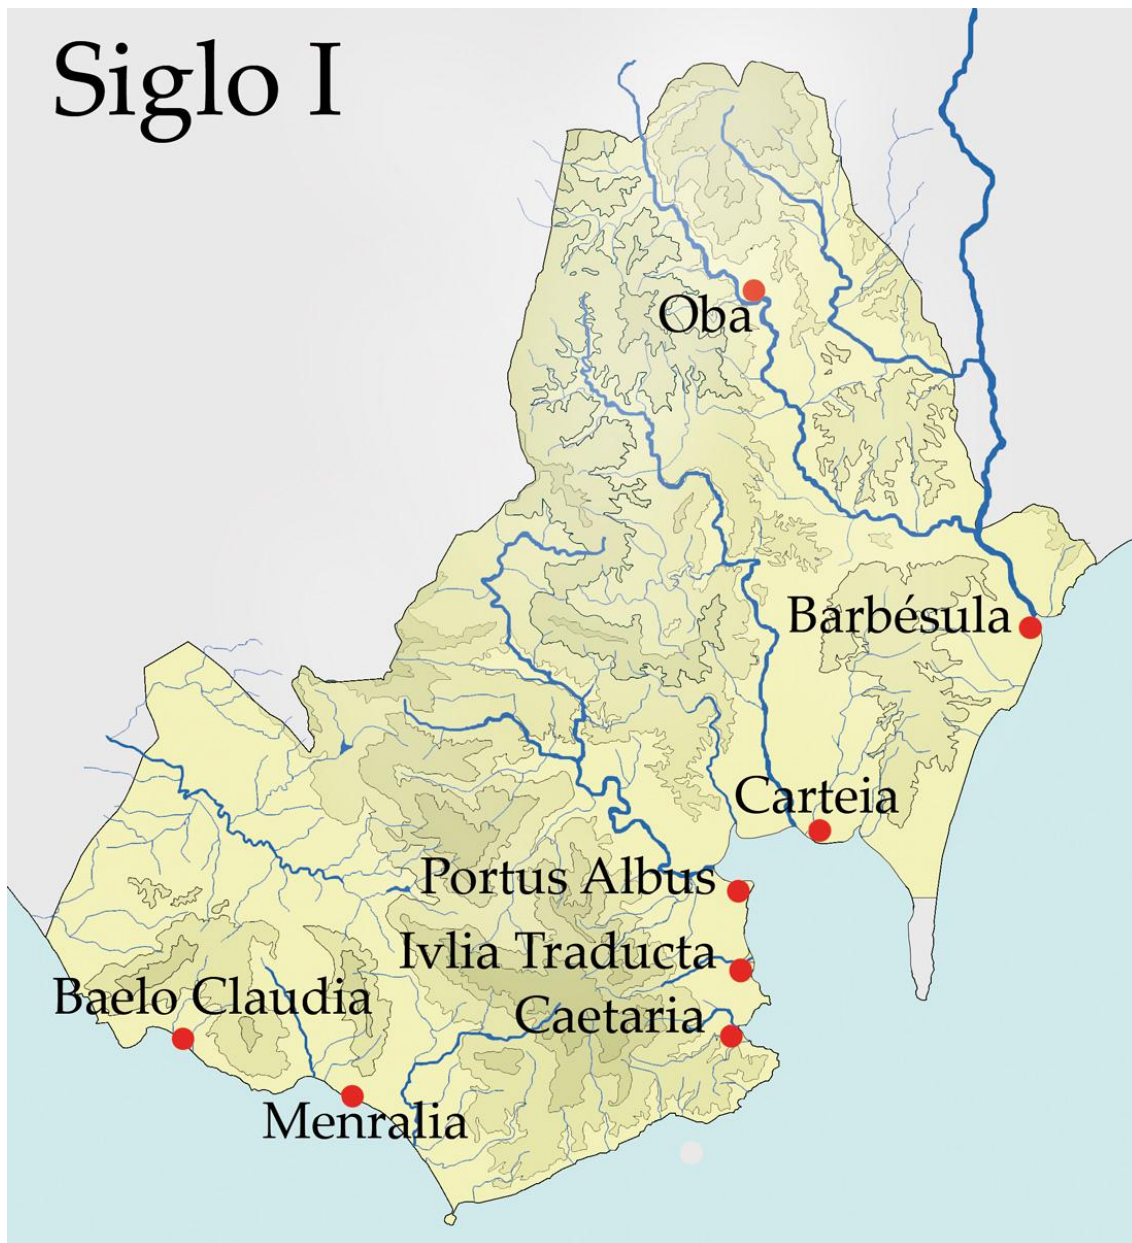 Siglo I
Oba
Barbésula
Carteia
Portus Albus
Ivlia Traducta
Caetaria
Baelo Claudia
Menralia